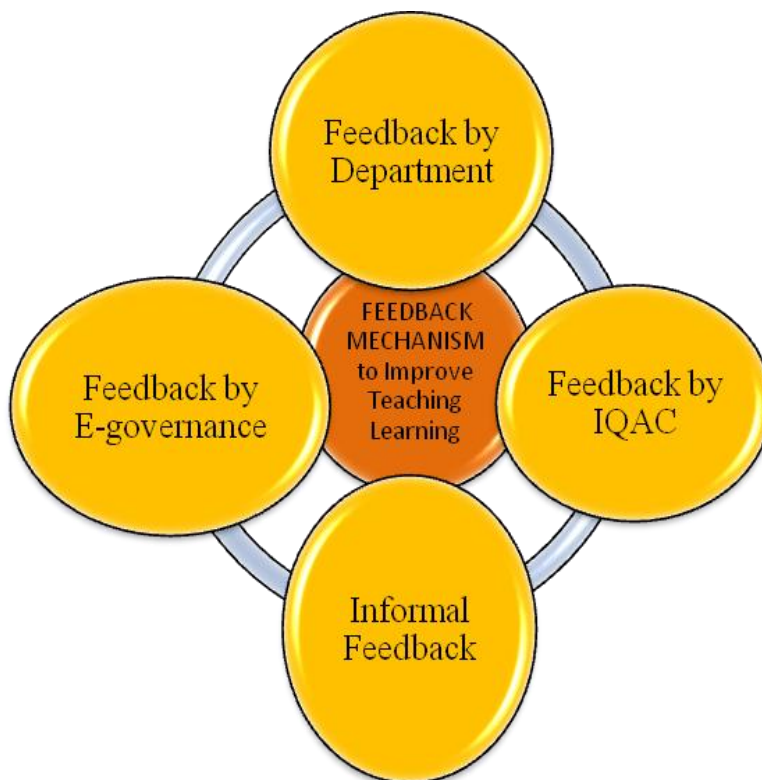 Feedback by
Department
FEEDBACK
MECHANISM
to Improve
Teaching
Learning
Feedback by
E-governance
Feedback by
IQAC
Informal
Feedback